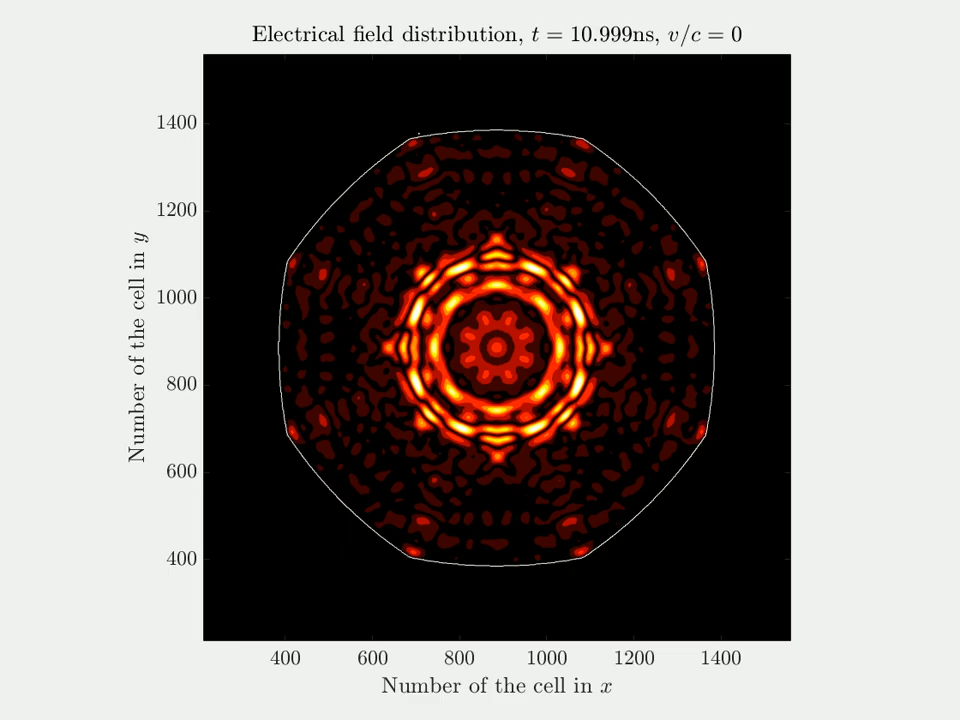 Electrical field distribution, t = 10.999ns, v/c = 0
1400
1200
1000
800
600
400
Number of the cell in y
400 600 800 1000 1200 1400
Number of the cell in x